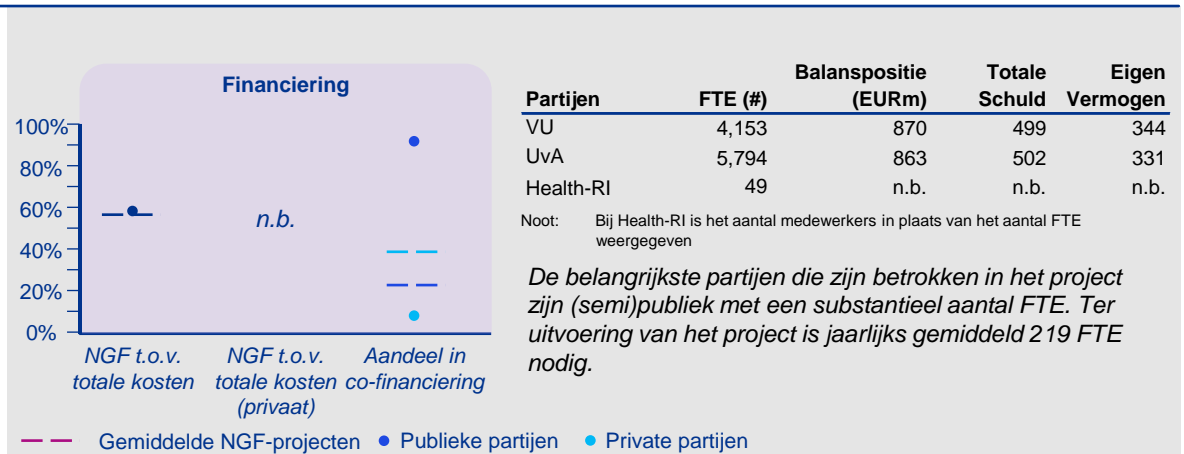 Financiering
100%
80%
60%
40%
20%
0%
n.b.
NGF t.o.v. totale kosten
NGF t.o.v. totale kosten (privaat)
Aandeel in co-financiering
Gemiddelde NGF-projecten Publieke partijen Private partijen
Balanspositie Totale Eigen
Partijen FTE (#) (EURm) Schuld Vermogen
VU 4,153 870 499 344
UvA 5,794 863 502 331
Health-RI 49 n.b. n.b. n.b.
Noot: Bij Health-RI is het aantal medewerkers in plaats van het aantal FTE
weergegeven
De belangrijkste partijen die zijn betrokken in het project
zijn (semi)publiek met een substantieel aantal FTE. Ter
uitvoering van het project is jaarlijks gemiddeld 219 FTE
nodig.